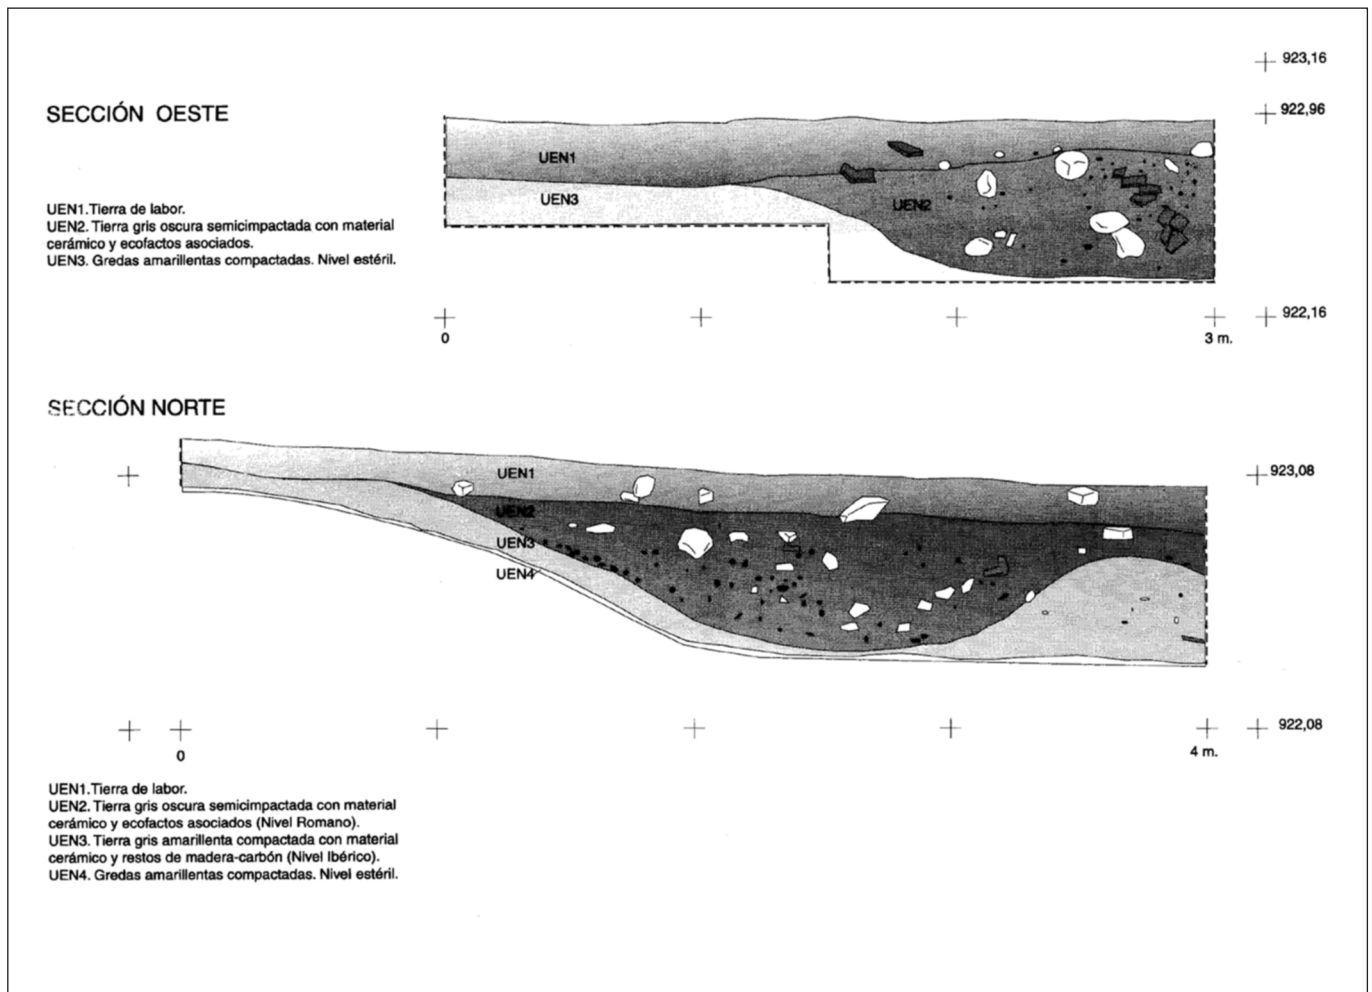 923,16
SECCIÓN OESTE
922,96
UEN1
UEN3
UEN2
UEN1.Tierra de labor.
UEN2. Tierra gris oscura semicimpactada con material
cerámico y ecofactos asociados.
UEN3. Gredas amarillentas compactadas. Nivel estéril.
922,16
0
3 m.
SECCIÓN NORTE
UEN1
923,08
UEN2
UEN3
UEN4
922,08
0
4 m.
UEN1.Tierra de labor.
UEN2. Tierra gris oscura semicimpactada con material
cerámico y ecofactos asociados (Nivel Romano).
UEN3. Tierra gris amarillenta compactada con material
cerámico y restos de madera-carbón (Nivel Ibérico).
UEN4. Gredas amarillentas compactadas. Nivel estéril.